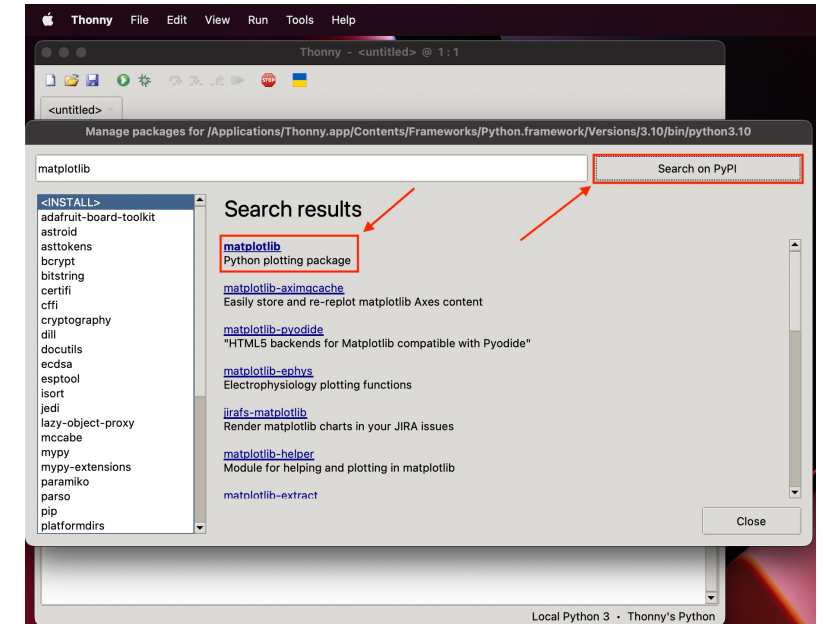 Thonny File Edit View Run Tools Help
Thonny - <untitled> @ 1:1
STOP
<untitled>
Manage packages for /Applications/Thonny.app/Contents/Frameworks/Python.framework/Versions/3.10/bin/python3.10
matplotlib
Search on PyPI
<INSTALL>
adafruit-board-toolkit
astroid
asttokens
bcrypt
bitstring
certifi
cffi
cryptography
dill
docutils
ecdsa
esptool
isort
jedi
lazy-object-proxy
mccabe
mypy
mypy-extensions
paramiko
parso
pip
platformdirs
Search results
matplotlib
Python plotting package
matplotlib-aximgcache
Easily store and re-replot matplotlib Axes content
matplotlib-pyodide
"HTML5 backends for Matplotlib compatible with Pyodide"
matplotlib-ephys
Electrophysiology plotting functions
jirafs-matplotlib
Render matplotlib charts in your JIRA issues
matplotlib-helper
Module for helping and plotting in matplotlib
matplotlib-extract
Close
Local Python 3 • Thonny's Python